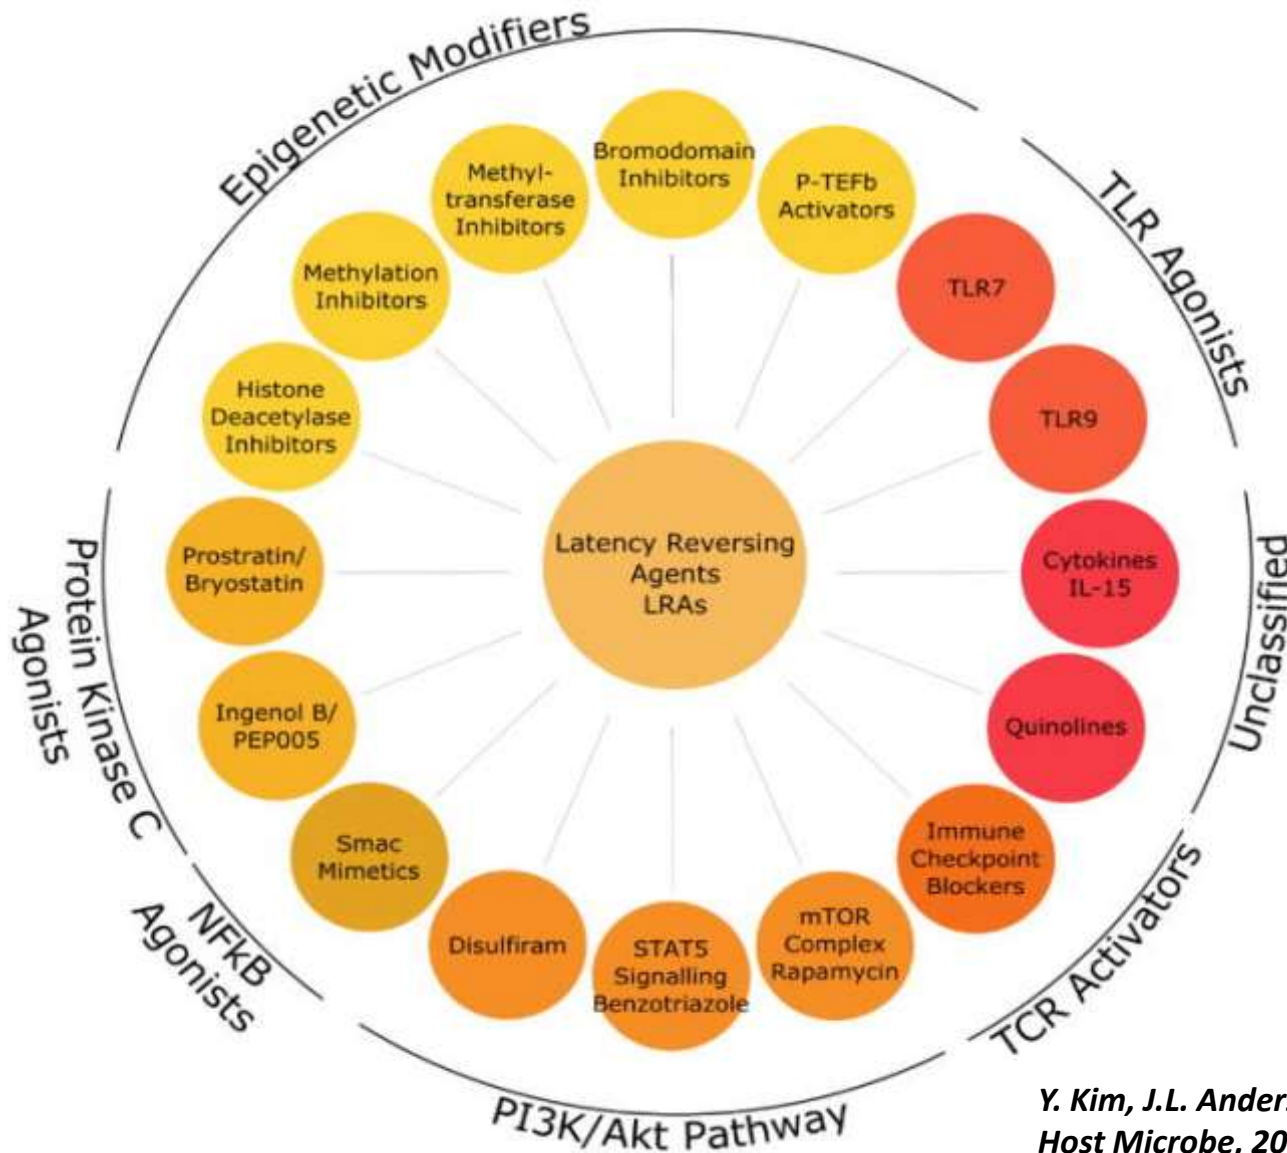 Epigenetic Modifiers
TLR Agonists
Unclassified
TCR Activators
PI3K/Akt Pathway
NFkB
Agonists
Protein Kinase C
Agonists
Bromodomain
Inhibitors
P-TEFb
Activators
TLR7
TLR9
Cytokines
IL-15
Quinolines
Immune
Checkpoint
Blockers
mTOR
Complex
Rapamycin
STAT5
Signalling
Benzotriazole
Disulfiram
Smac
Mimetics
Ingenol B/
PEP005
Prostratin/
Bryostatin
Histone
Deacetylase
Inhibitors
Methylation
Inhibitors
Methyl-
transferase
Inhibitors
Latency Reversing
Agents
LRAs
Y. Kim, J.L.
Host Microbe,